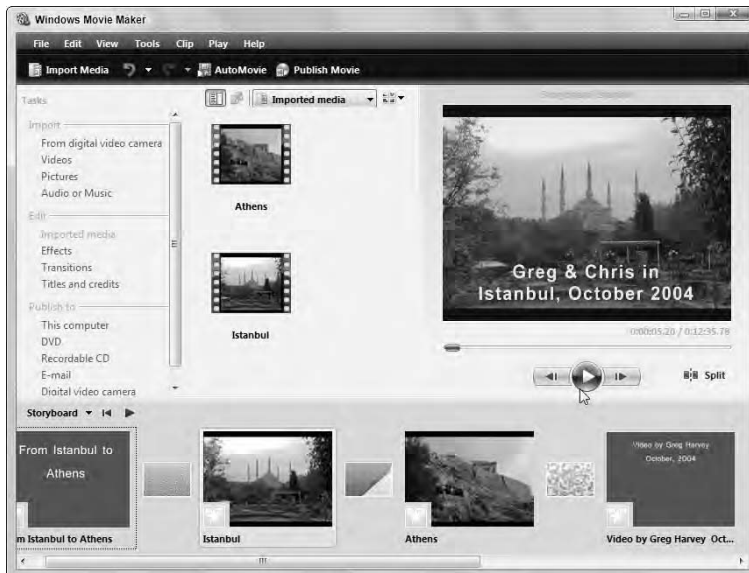 Windows Movie Maker
File Edit View Tools Clip Play Help
Import Media AutoMovie Publish Movie
Tasks
Imported media
Import
From digital video camera
Videos
Pictures
Audio or Music
Edit
Imported media
Effects
Transitions
Titles and credits
Publish to
This computer
DVD
Recordable CD
E-mail
Digital video camera
Athens
Istanbul
Greg & Chris in
Istanbul, October 2004
0:00:05.20 / 0:12:35.78
Split
Storyboard
From Istanbul to
Athens
m Istanbul to Athens
Istanbul
Athens
Video by Greg Harvey
October, 2004
Video by Greg Harvey Oct...